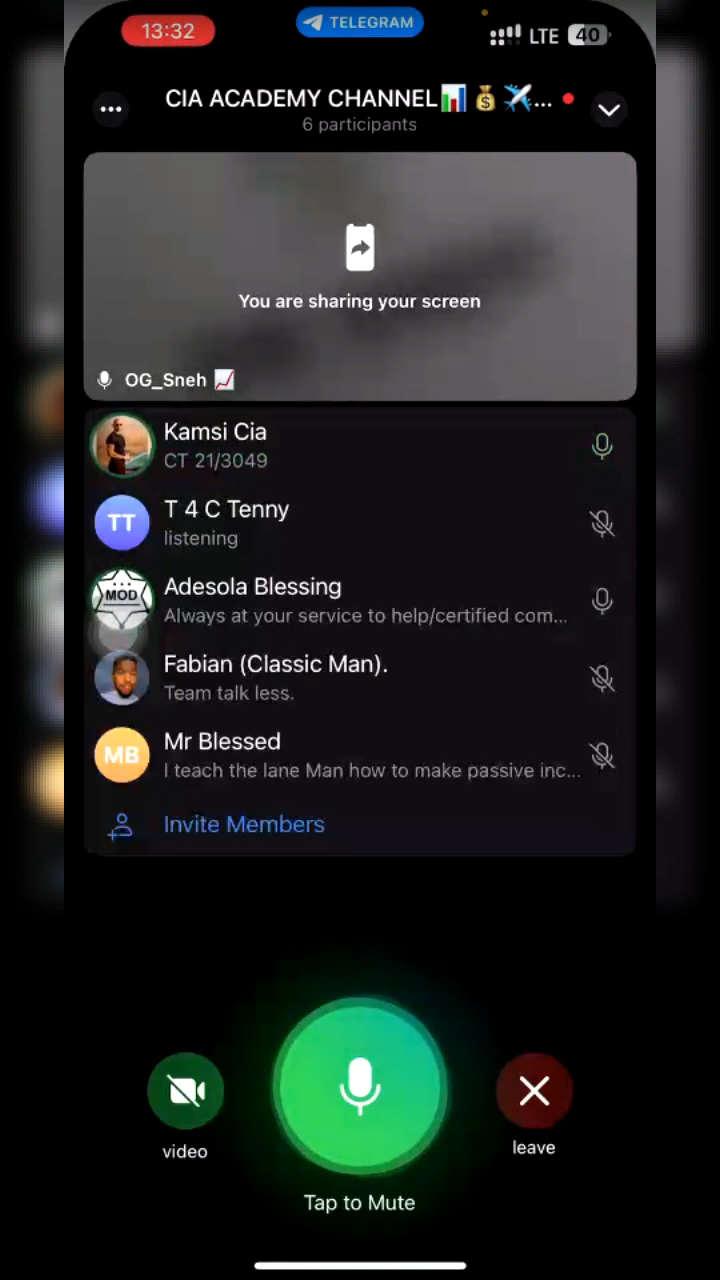 13:32
TELEGRAM
LTE 40
CIA ACADEMY CHANNEL📊 💰 ✈️...
6 participants
You are sharing your screen
OG_Sneh 📈
Kamsi Cia
CT 21/3049
TT
T 4 C Tenny
listening
MOD
Adesola Blessing
Always at your service to help/certified com...
Fabian (Classic Man).
Team talk less.
MB
Mr Blessed
I teach the lane Man how to make passive inc...
Invite Members
video
leave
Tap to Mute